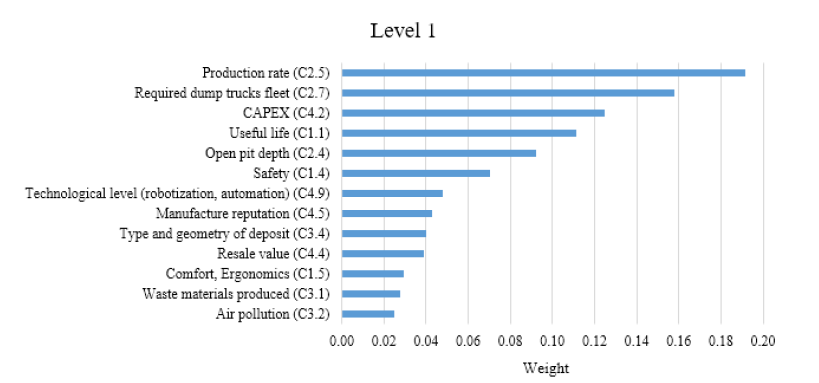 Level 1
Production rate (C2.5)
Required dump trucks fleet (C2.7)
CAPEX (C4.2)
Useful life (C1.1)
Open pit depth (C2.4)
Safety (C1.4)
Technological level (robotization, automation) (C4.9)
Manufacture reputation (C4.5)
Type and geometry of deposit (C3.4)
Resale value (C4.4)
Comfort, Ergonomics (C1.5)
Waste materials produced (C3.1)
Air pollution (C3.2)
0.00 0.02 0.04 0.06 0.08 0.10 0.12 0.14 0.16 0.18 0.20
Weight